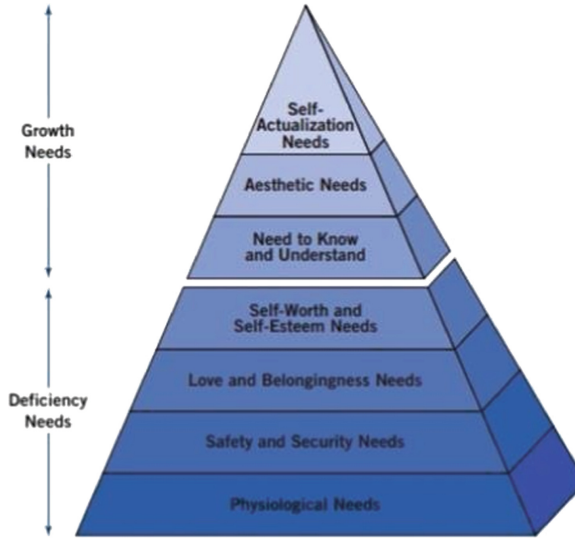 Growth
Needs
Self-
Actualization
Needs
Aesthetic Needs
Need to Know
and Understand
Deficiency
Needs
Self-Worth and
Self-Esteem Needs
Love and Belongingness Needs
Safety and Security Needs
Physiological Needs